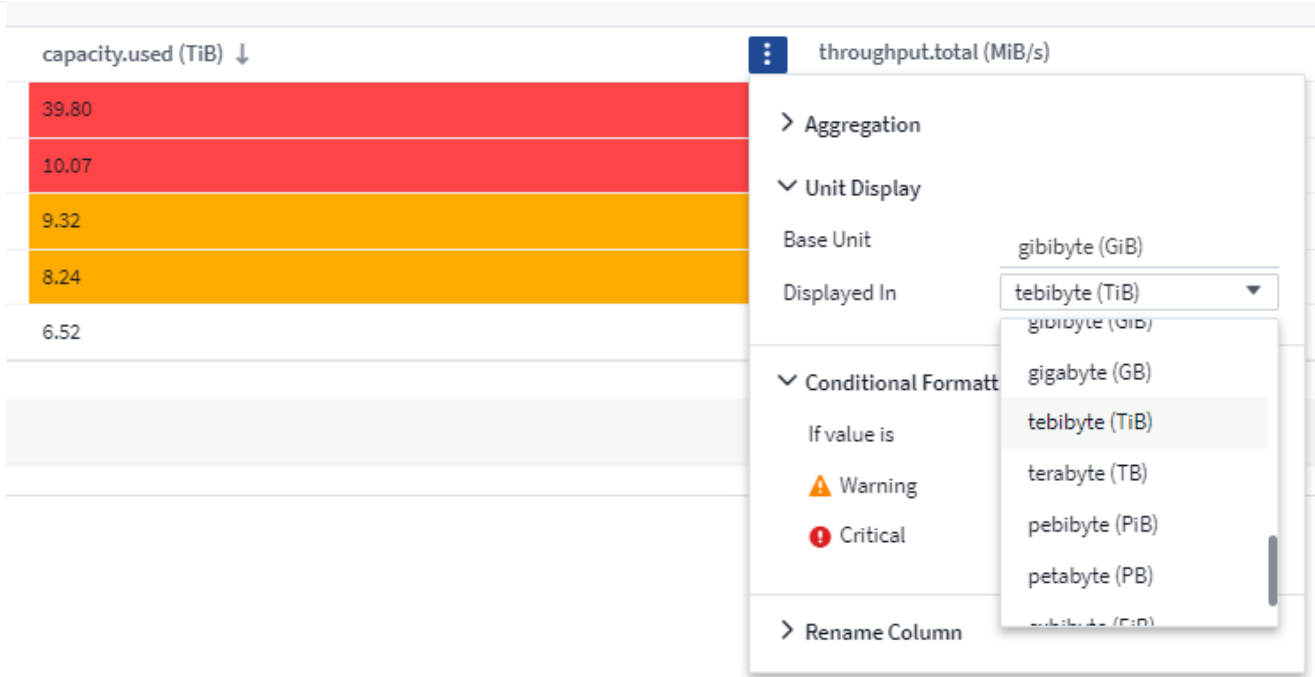 capacity.used (TiB) ↓
throughput.total (MiB/s)
39.80
10.07
9.32
8.24
6.52
Aggregation
Unit Display
Base Unit gibibyte (GiB)
Displayed In tebibyte (TiB)
gibibyte (GiB)
gigabyte (GB)
tebibyte (TiB)
terabyte (TB)
pebibyte (PiB)
petabyte (PB)
Conditional Formatt
If value is
Warning
Critical
Rename Column